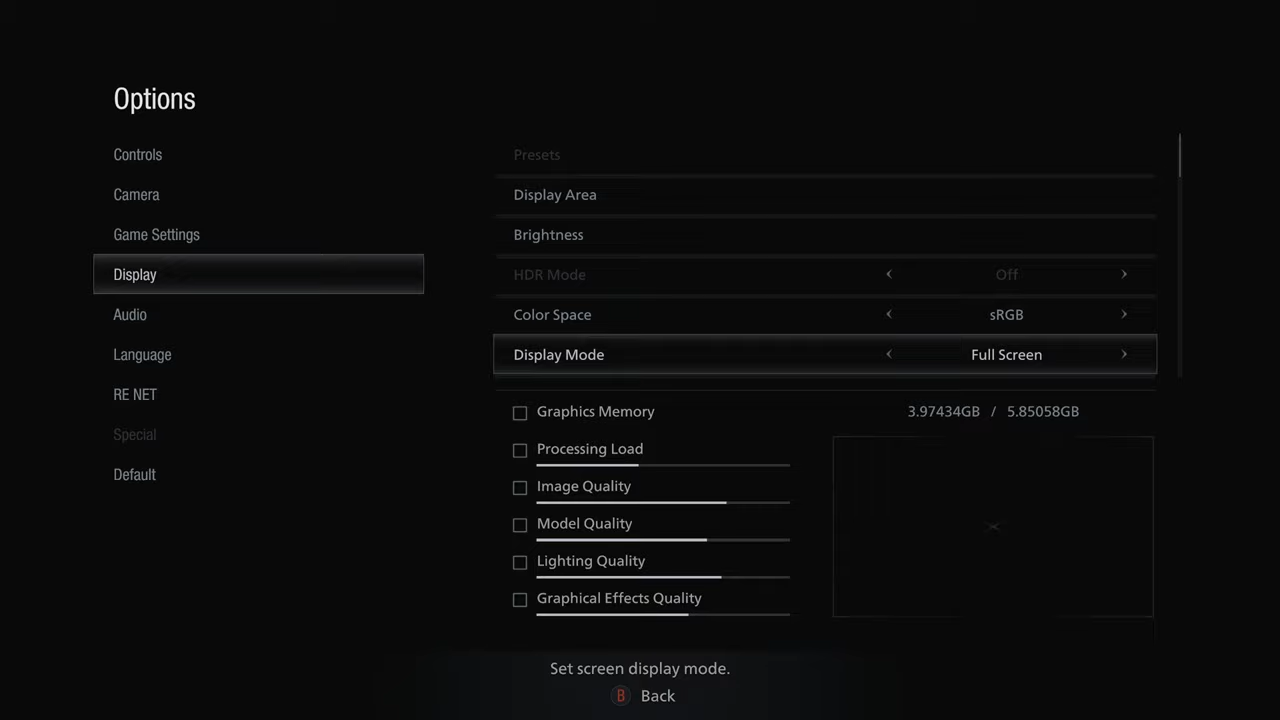 Options
Controls
Camera
Game Settings
Display
Audio
Language
RE NET
Special
Default
Presets
Display Area
Brightness
HDR Mode Off
Color Space sRGB
Display Mode Full Screen
Graphics Memory 3.97434GB / 5.85058GB
Processing Load
Image Quality
Model Quality
Lighting Quality
Graphical Effects Quality
Set screen display mode.
B Back